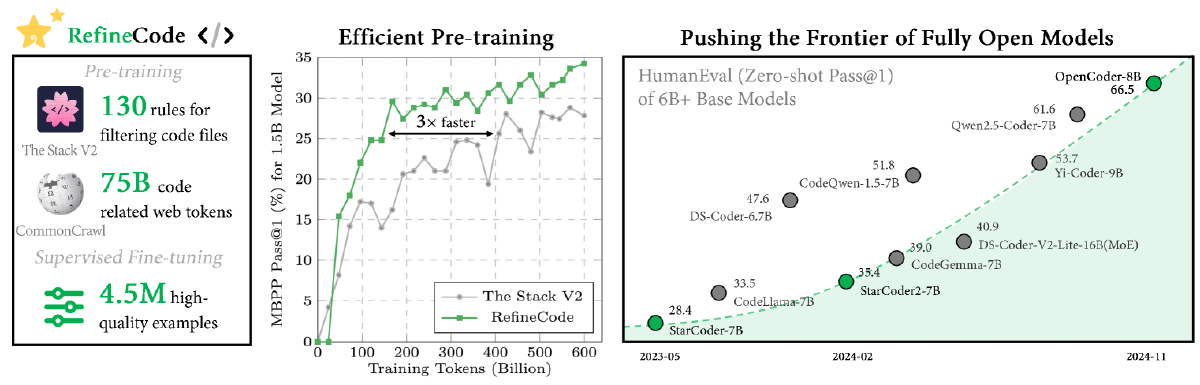 RefineCode </>
Pre-training
</>
The Stack V2
130 rules for
filtering code files
CommonCrawl
75B code
related web tokens
Supervised Fine-tuning
4.5M high-
quality examples
Efficient Pre-training
MBPP Pass@1 (%) for 1.5B Model
35
30
25
20
15
10
5
0
3× faster
The Stack V2
RefineCode
0 100 200 300 400 500 600
Training Tokens (Billion)
Pushing the Frontier of Fully Open Models
HumanEval (Zero-shot Pass@1)
of 6B+ Base Models
OpenCoder-8B
66.5
61.6
Qwen2.5-Coder-7B
53.7
Yi-Coder-9B
51.8
CodeQwen-1.5-7B
47.6
DS-Coder-6.7B
40.9
DS-Coder-V2-Lite-16B(MoE)
39.0
CodeGemma-7B
35.4
StarCoder2-7B
33.5
CodeLlama-7B
28.4
StarCoder-7B
2023-05 2024-02 2024-11